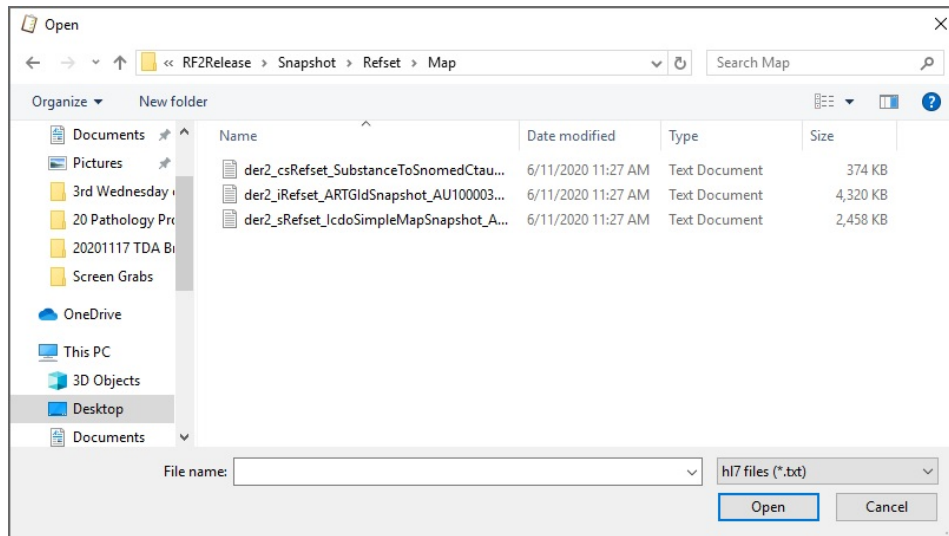 Open
« RF2Release > Snapshot > Refset > Map
Search Map
Organize New folder
Name Date modified Type Size
Documents
Pictures
3rd Wednesday
20 Pathology
20201117 TDA
Screen Grabs
OneDrive
This PC
3D Objects
Desktop
Documents
der2_csRefset_SubstanceToSnomedCtau... 6/11/2020 11:27 AM Text Document 374 KB
der2_iRefset_ARTGIdSnapshot_AU100003... 6/11/2020 11:27 AM Text Document 4,320 KB
der2_sRefset_IcdoSimpleMapSnapshot_A... 6/11/2020 11:27 AM Text Document 2,458 KB
File name:
hl7 files (*.txt)
Open Cancel